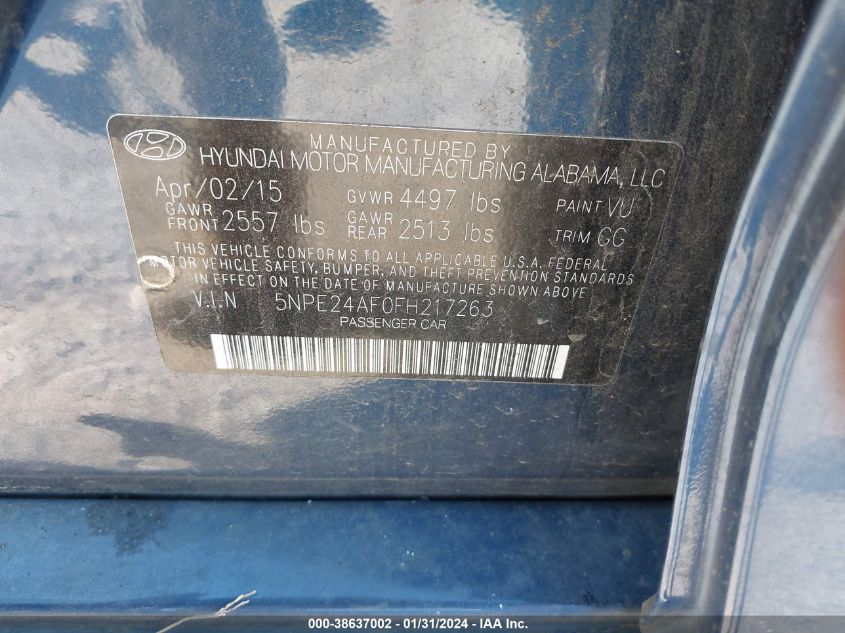 MANUFACTURED BY
HYUNDAI MOTOR MANUFACTURING ALABAMA, LLC
Apr/02/15 GVWR 4497 lbs PAINT VU
GAWR FRONT 2557 lbs GAWR REAR 2513 lbs TRIM GG
THIS VEHICLE CONFORMS TO ALL APPLICABLE U.S.A. FEDERAL
MOTOR VEHICLE SAFETY, BUMPER, AND THEFT PREVENTION STANDARDS
IN EFFECT ON THE DATE OF MANUFACTURE SHOWN ABOVE
V.I.N 5NPE24AF0FH217263
PASSENGER CAR
000-38637002 - 01/31/2024 - IAA Inc.